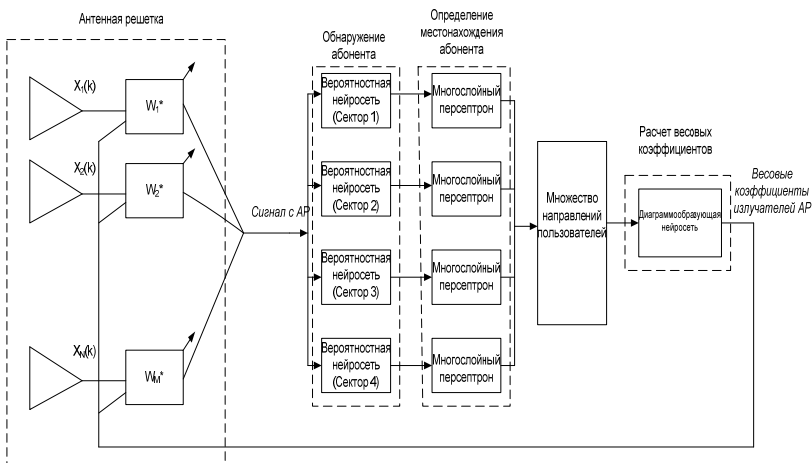 Антенная решетка
X1(k)
W1*
X2(k)
W2*
XN(k)
WM*
Сигнал с АР
Обнаружение
абонента
Вероятностная
нейросеть
(Сектор 1)
Вероятностная
нейросеть
(Сектор 2)
Вероятностная
нейросеть
(Сектор 3)
Вероятностная
нейросеть
(Сектор 4)
Определение
местонахождения
абонента
Многослойный
персептрон
Многослойный
персептрон
Многослойный
персептрон
Многослойный
персептрон
Множество
направлений
пользователей
Расчет весовых
коэффициентов
Диаграммообразующая
нейросеть
Весовые
коэффициенты
излучателей АР